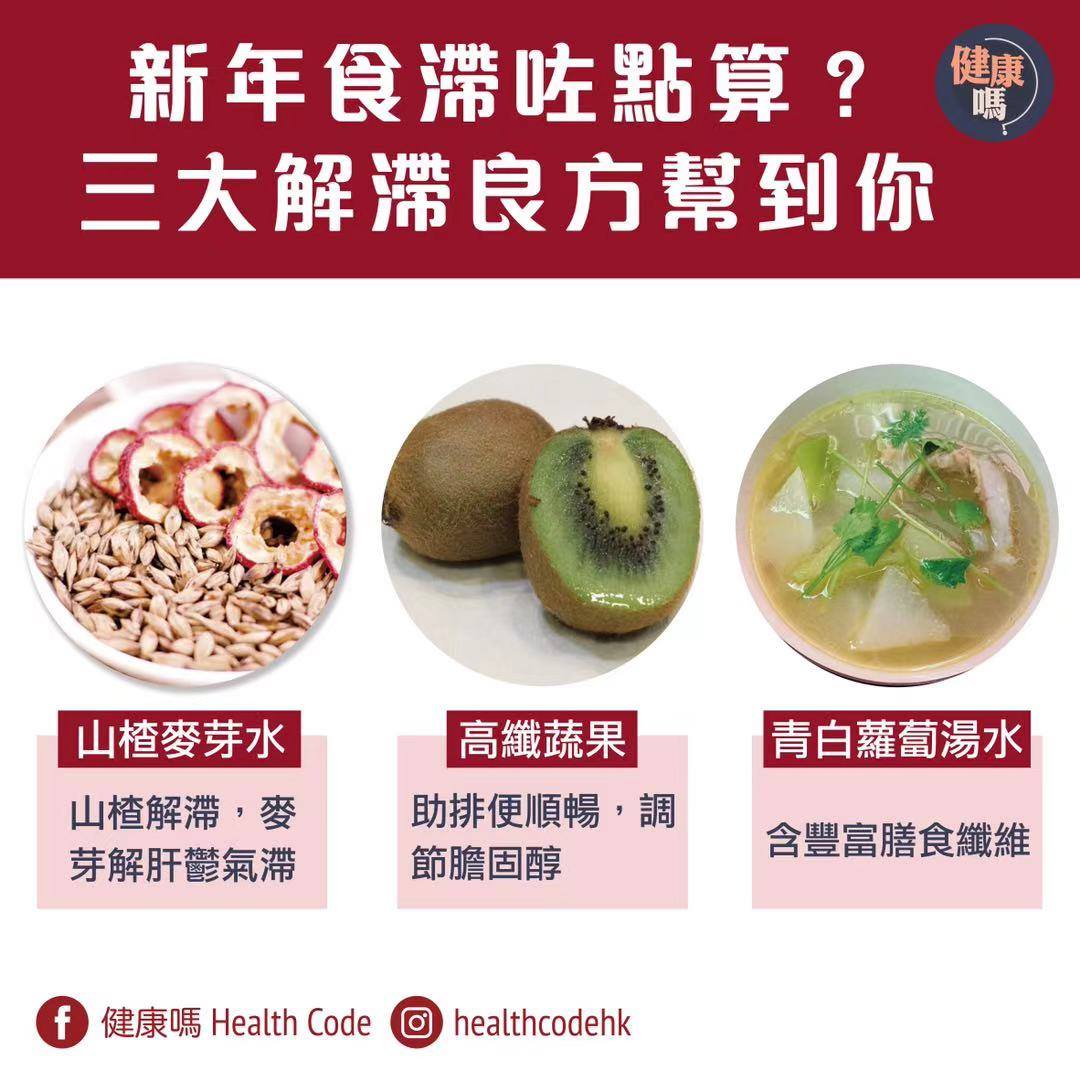 新年食滯咗點算？
三大解滯良方幫到你
健康
嗎
山楂麥芽水
山楂解滯，麥
芽解肝鬱氣滯
高纖蔬果
助排便順暢，調
節膽固醇
青白蘿蔔湯水
含豐富膳食纖維
健康嗎 Health Code
healthcodehk